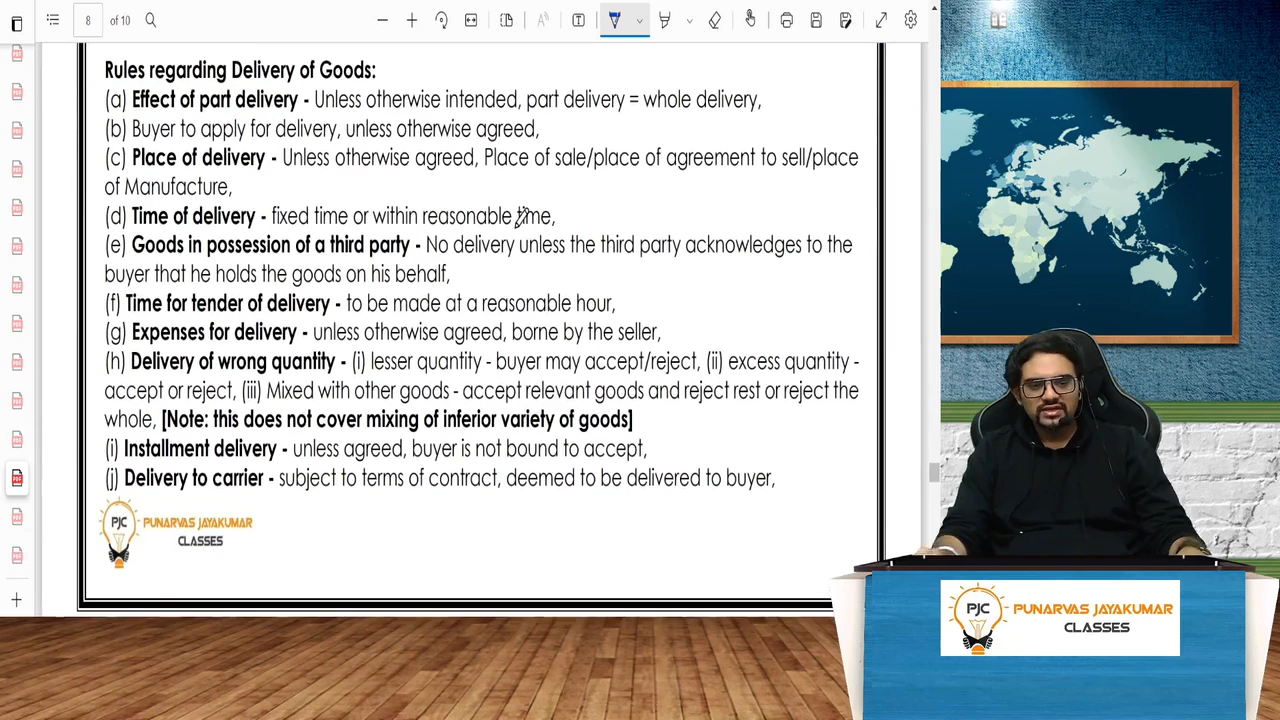 8 of 10
Rules regarding Delivery of Goods:
(a) Effect of part delivery - Unless otherwise intended, part delivery = whole delivery,
(b) Buyer to apply for delivery, unless otherwise agreed,
(c) Place of delivery - Unless otherwise agreed, Place of sale/place of agreement to sell/place
of Manufacture,
(d) Time of delivery - fixed time or within reasonable time,
(e) Goods in possession of a third party - No delivery unless the third party acknowledges to the
buyer that he holds the goods on his behalf,
(f) Time for tender of delivery - to be made at a reasonable hour,
(g) Expenses for delivery - unless otherwise agreed, borne by the seller,
(h) Delivery of wrong quantity - (i) lesser quantity - buyer may accept/reject, (ii) excess quantity -
accept or reject, (iii) Mixed with other goods - accept relevant goods and reject rest or reject the
whole, [Note: this does not cover mixing of inferior variety of goods]
(i) Installment delivery - unless agreed, buyer is not bound to accept,
(j) Delivery to carrier - subject to terms of contract, deemed to be delivered to buyer,
PJC PUNARVAS JAYAKUMAR
CLASSES
PJC PUNARVAS JAYAKUMAR
CLASSES